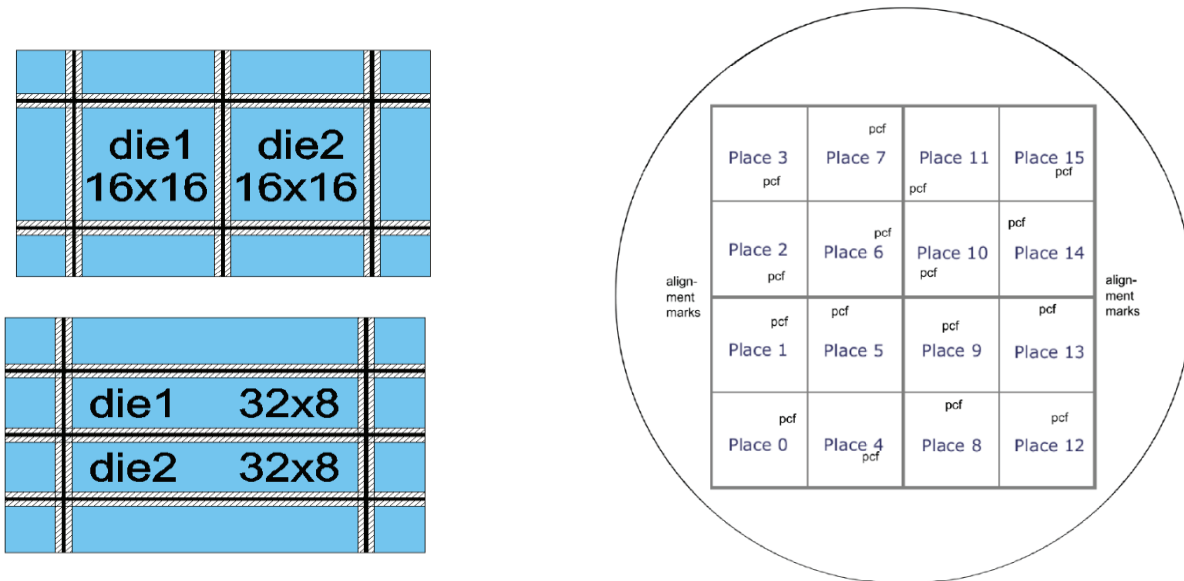 die1
16x16
die2
16x16
die1 32x8
die2 32x8
pcf
Place 3
Place 7
Place 11
Place 15
pcf
pcf
pcf
pcf
pcf
Place 2
Place 6
Place 10
Place 14
pcf
pcf
align-
ment
marks
align-
ment
marks
pcf
pcf
pcf
pcf
Place 1
Place 5
Place 9
Place 13
pcf
pcf
pcf
Place 0
Place 4
Place 8
Place 12
pcf